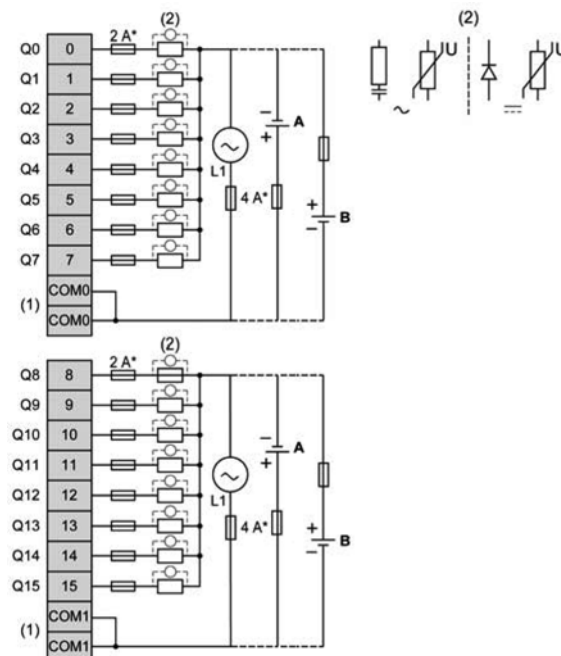 (2) (2)
Q0 0 2 A*
Q1 1
Q2 2
Q3 3
Q4 4
Q5 5
Q6 6
Q7 7
COM0
(1) COM0
L1 4 A*
− A +
+ B −
U U
~
(2)
Q8 8 2 A*
Q9 9
Q10 10
Q11 11
Q12 12
Q13 13
Q14 14
Q15 15
COM1
(1) COM1
L1 4 A*
− A +
+ B −